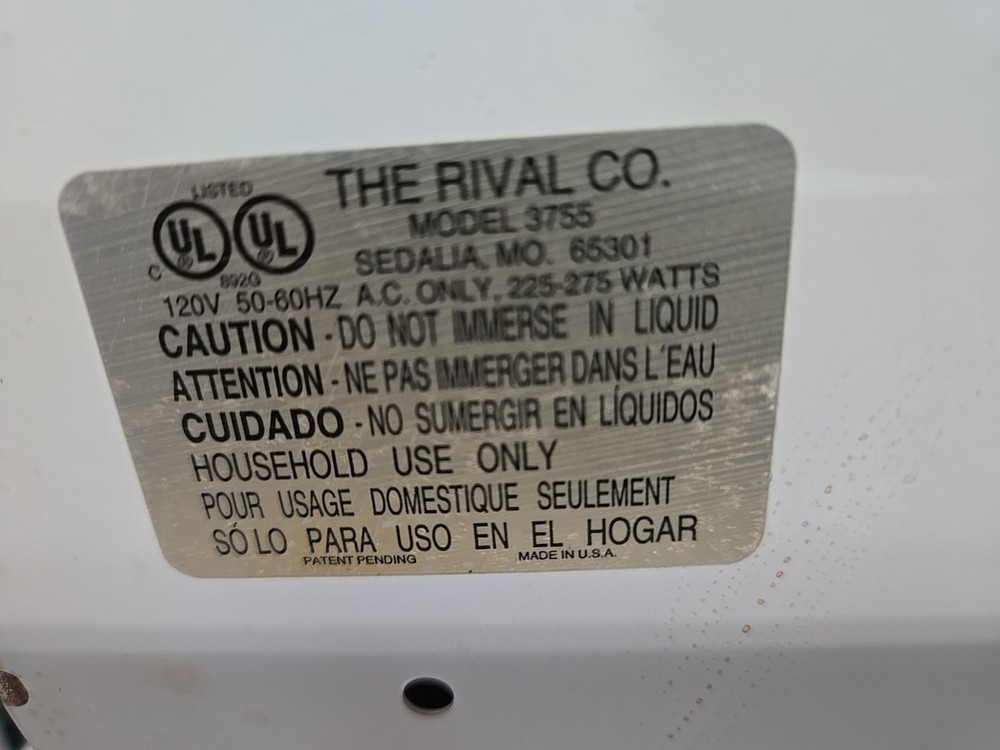 LISTED
UL UL
C
892G
THE RIVAL CO.
MODEL 3755
SEDALIA, MO. 65301
120V 50-60HZ A.C. ONLY, 225-275 WATTS
CAUTION - DO NOT IMMERSE IN LIQUID
ATTENTION - NE PAS IMMERGER DANS L'EAU
CUIDADO - NO SUMERGIR EN LÍQUIDOS
HOUSEHOLD USE ONLY
POUR USAGE DOMESTIQUE SEULEMENT
SÓLO PARA USO EN EL HOGAR
PATENT PENDING MADE IN U.S.A.